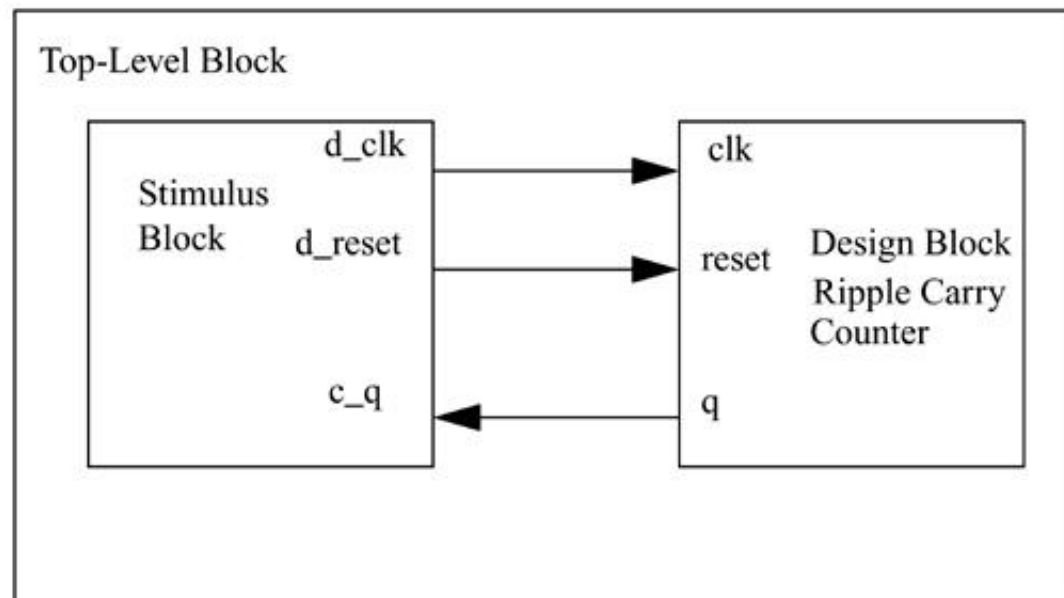 Top-Level Block
d_clk
Stimulus
Block
d_reset
c_q
clk
reset
Design Block
Ripple Carry
Counter
q